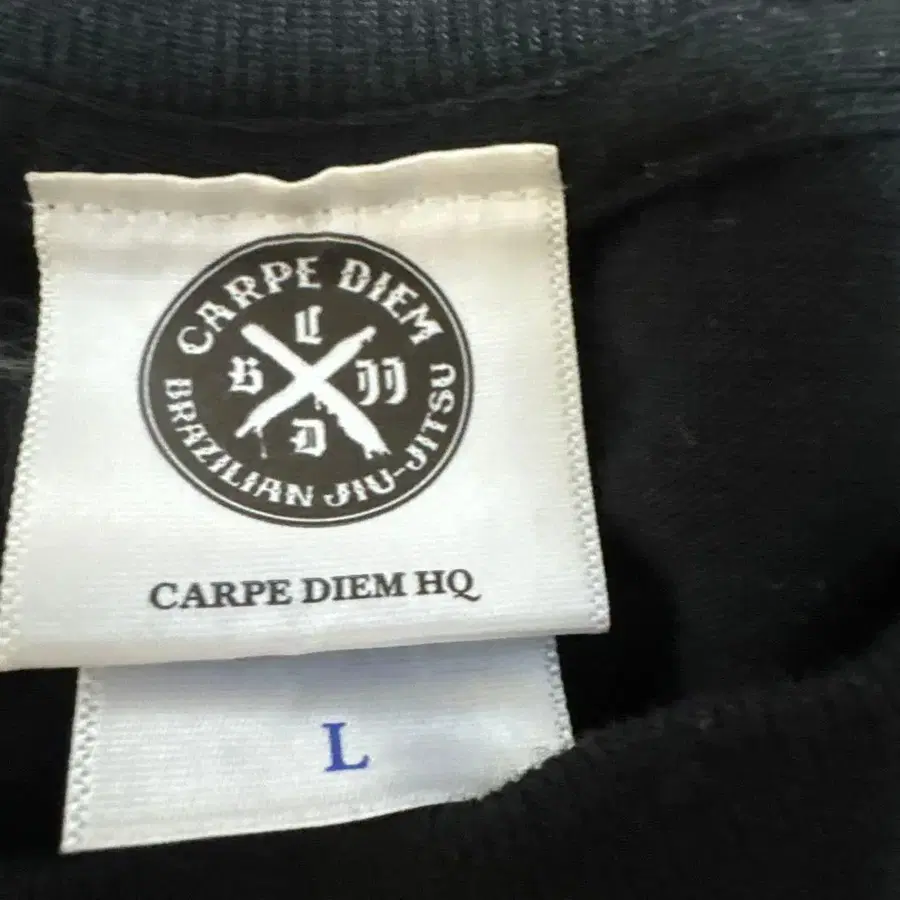 CARPE DIEM
C
B JJ
D
BRAZILIAN JIU-JITSU
CARPE DIEM HQ
L